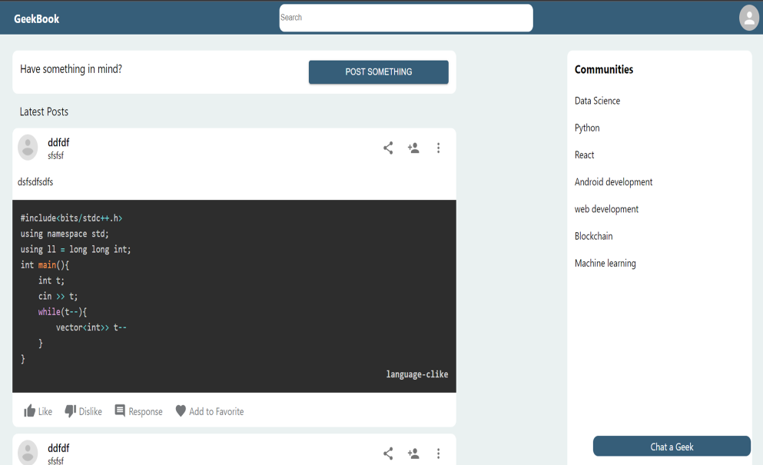 GeekBook
Search
Have something in mind?
POST SOMETHING
Latest Posts
ddfdf
sfsfsf
dsfsdfsdfs
#include<bits/stdc++.h>
using namespace std;
using ll = long long int;
int main(){
    int t;
    cin >> t;
    while(t--){
        vector<int>> t--
    }
}
language-clike
Like
Dislike
Response
Add to Favorite
ddfdf
sfsfsf
Communities
Data Science
Python
React
Android development
web development
Blockchain
Machine learning
Chat a Geek